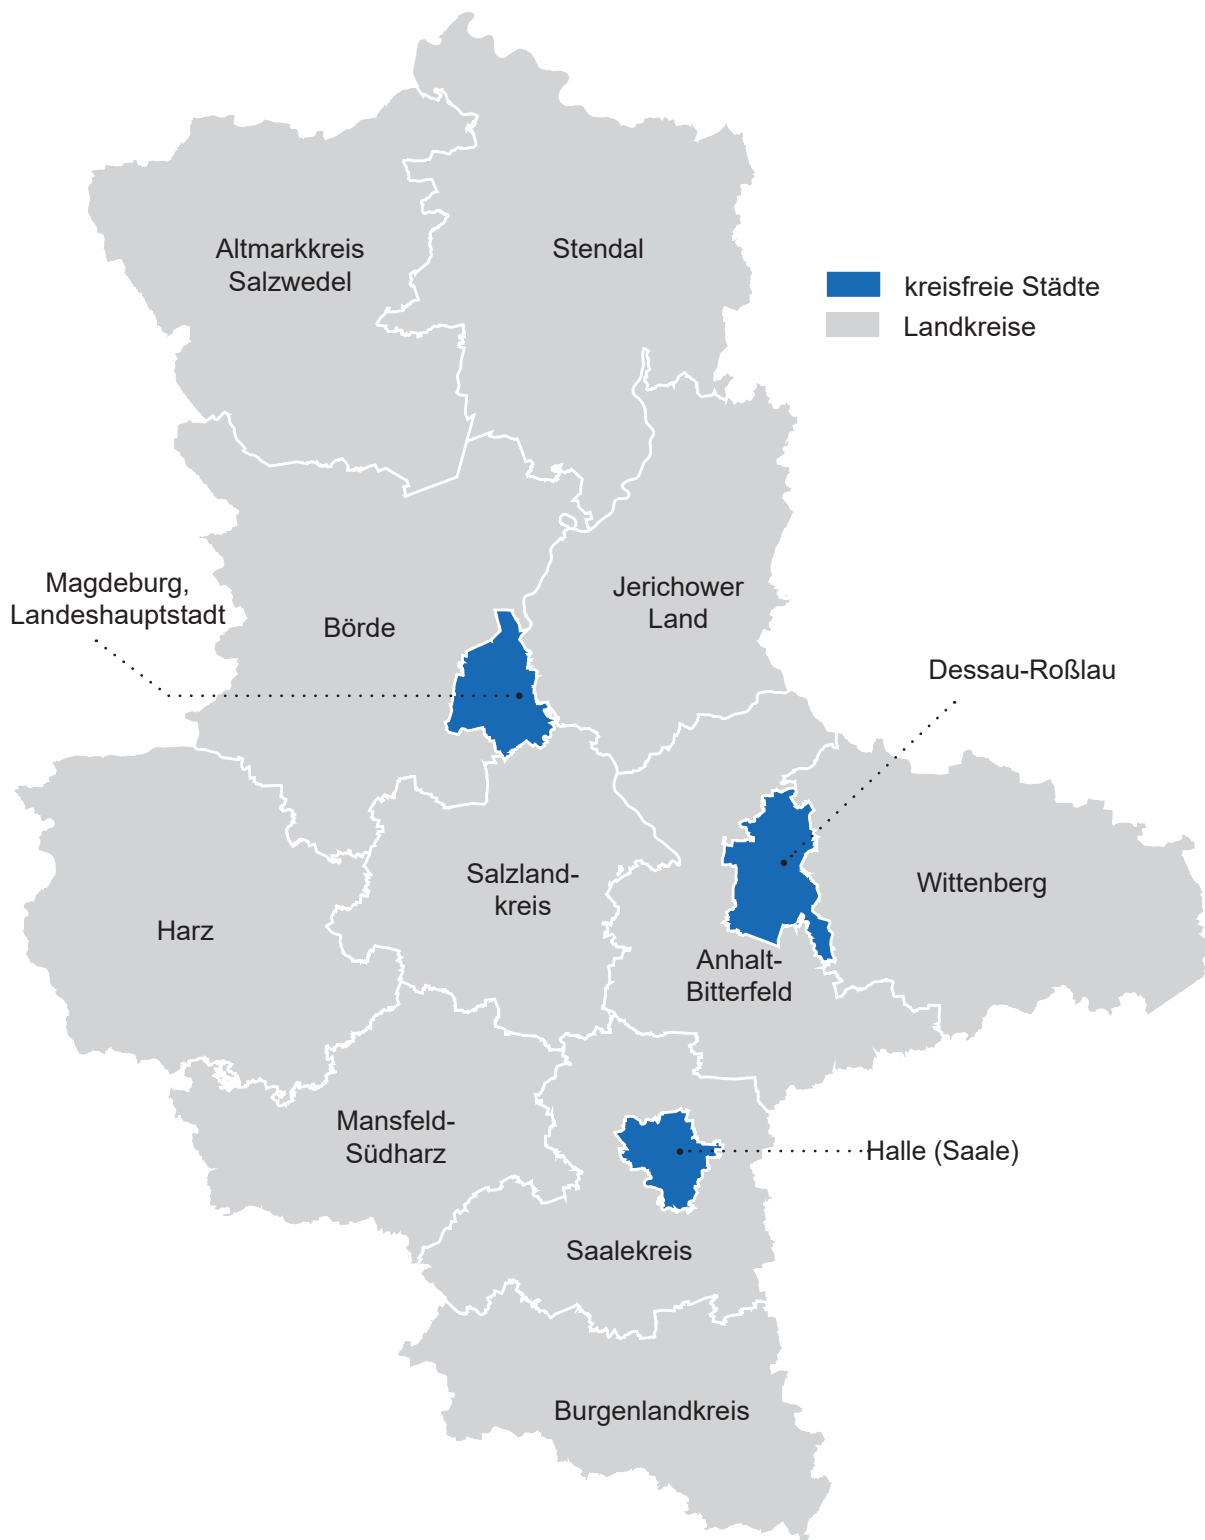 Altmarkkreis
Salzwedel
Stendal
kreisfreie Städte
Landkreise
Magdeburg,
Landeshauptstadt
Börde
Jerichower
Land
Dessau-Roßlau
Harz
Salzland-
kreis
Wittenberg
Anhalt-
Bitterfeld
Mansfeld-
Südharz
Halle (Saale)
Saalekreis
Burgenlandkreis